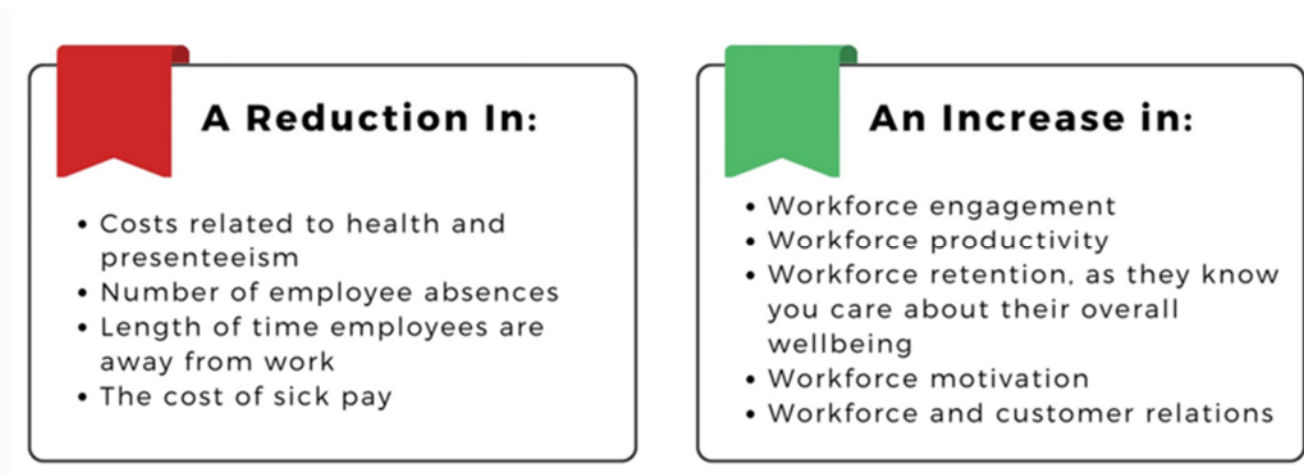 A Reduction In:
• Costs related to health and
presenteeism
• Number of employee absences
• Length of time employees are
away from work
• The cost of sick pay
An Increase in:
• Workforce engagement
• Workforce productivity
• Workforce retention, as they know
you care about their overall
wellbeing
• Workforce motivation
• Workforce and customer relations